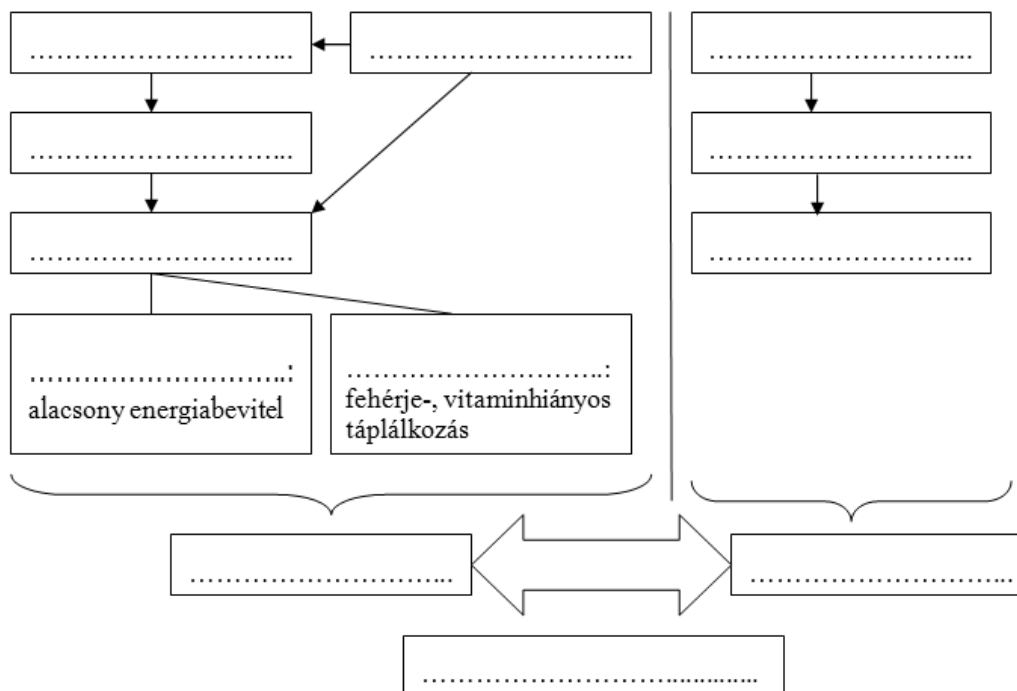 ………………………….. ………………………….. …………………………..
………………………….. …………………………..
………………………….. …………………………..
…………………………..: …………………………..:
alacsony energiabevitel
fehérje-, vitaminhiányos
táplálkozás
………………………….. …………………………..
…………………………..............